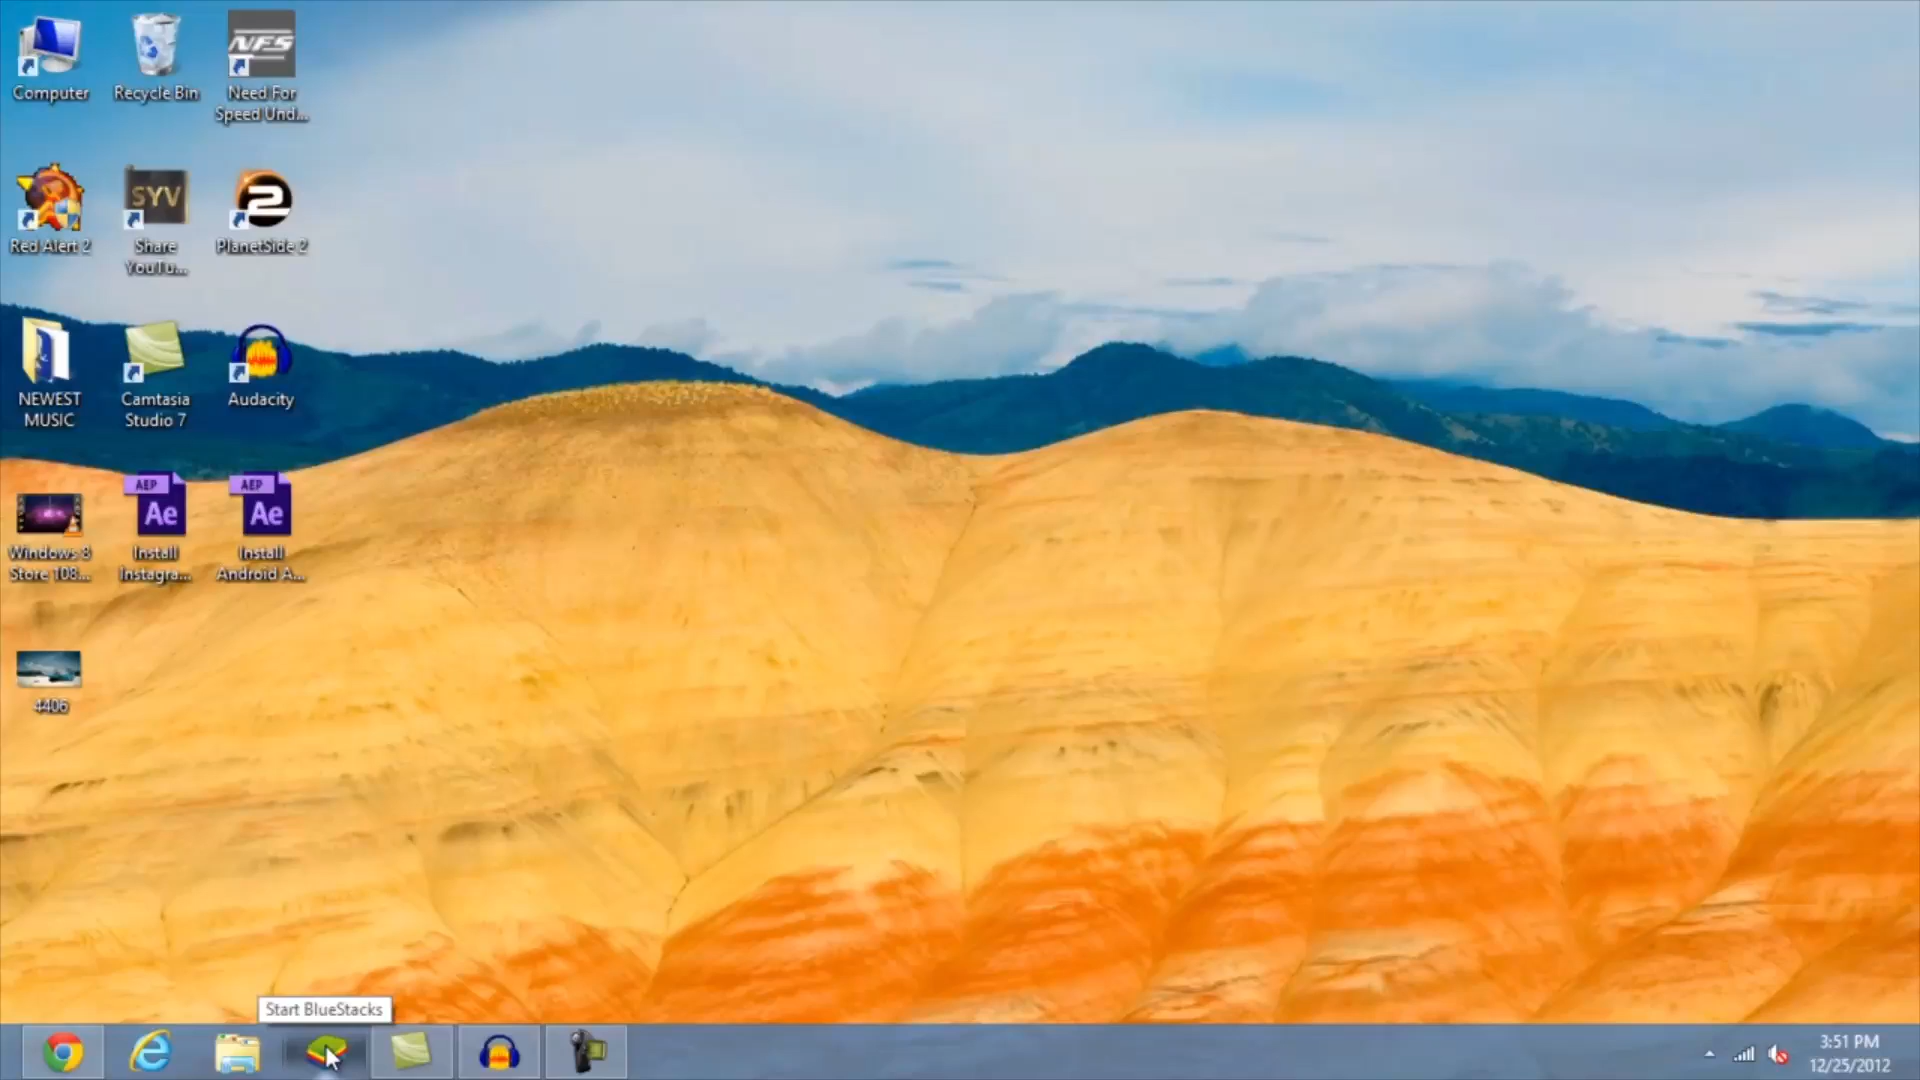 Computer
Recycle Bin
NFS
Need For
Speed Und...
Red Alert 2
SYV
Share
YouTu...
2
PlanetSide 2
NEWEST
MUSIC
Camtasia
Studio 7
Audacity
Windows 8
Store 108...
AEP
Ae
Install
Instagra...
AEP
Ae
Install
Android A...
4406
Start BlueStacks
3:51 PM
12/25/2012